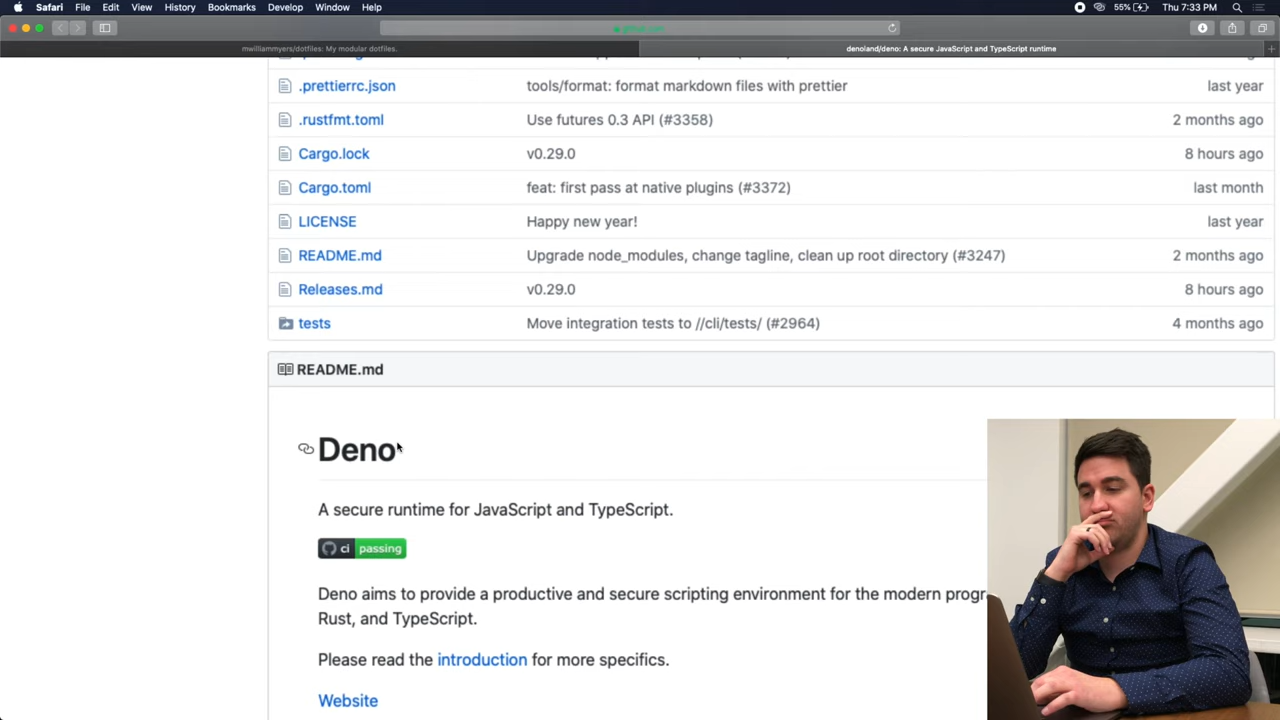 Safari File Edit View History Bookmarks Develop Window Help 55% Thu 7:33 PM
github.com
mwilliammyers/dotfiles: My modular dotfiles. denoland/deno: A secure JavaScript and TypeScript runtime
.prettierrc.json tools/format: format markdown files with prettier last year
.rustfmt.toml Use futures 0.3 API (#3358) 2 months ago
Cargo.lock v0.29.0 8 hours ago
Cargo.toml feat: first pass at native plugins (#3372) last month
LICENSE Happy new year! last year
README.md Upgrade node_modules, change tagline, clean up root directory (#3247) 2 months ago
Releases.md v0.29.0 8 hours ago
tests Move integration tests to //cli/tests/ (#2964) 4 months ago
README.md
Deno
A secure runtime for JavaScript and TypeScript.
ci passing
Deno aims to provide a productive and secure scripting environment for the modern progr
Rust, and TypeScript.
Please read the introduction for more specifics.
Website